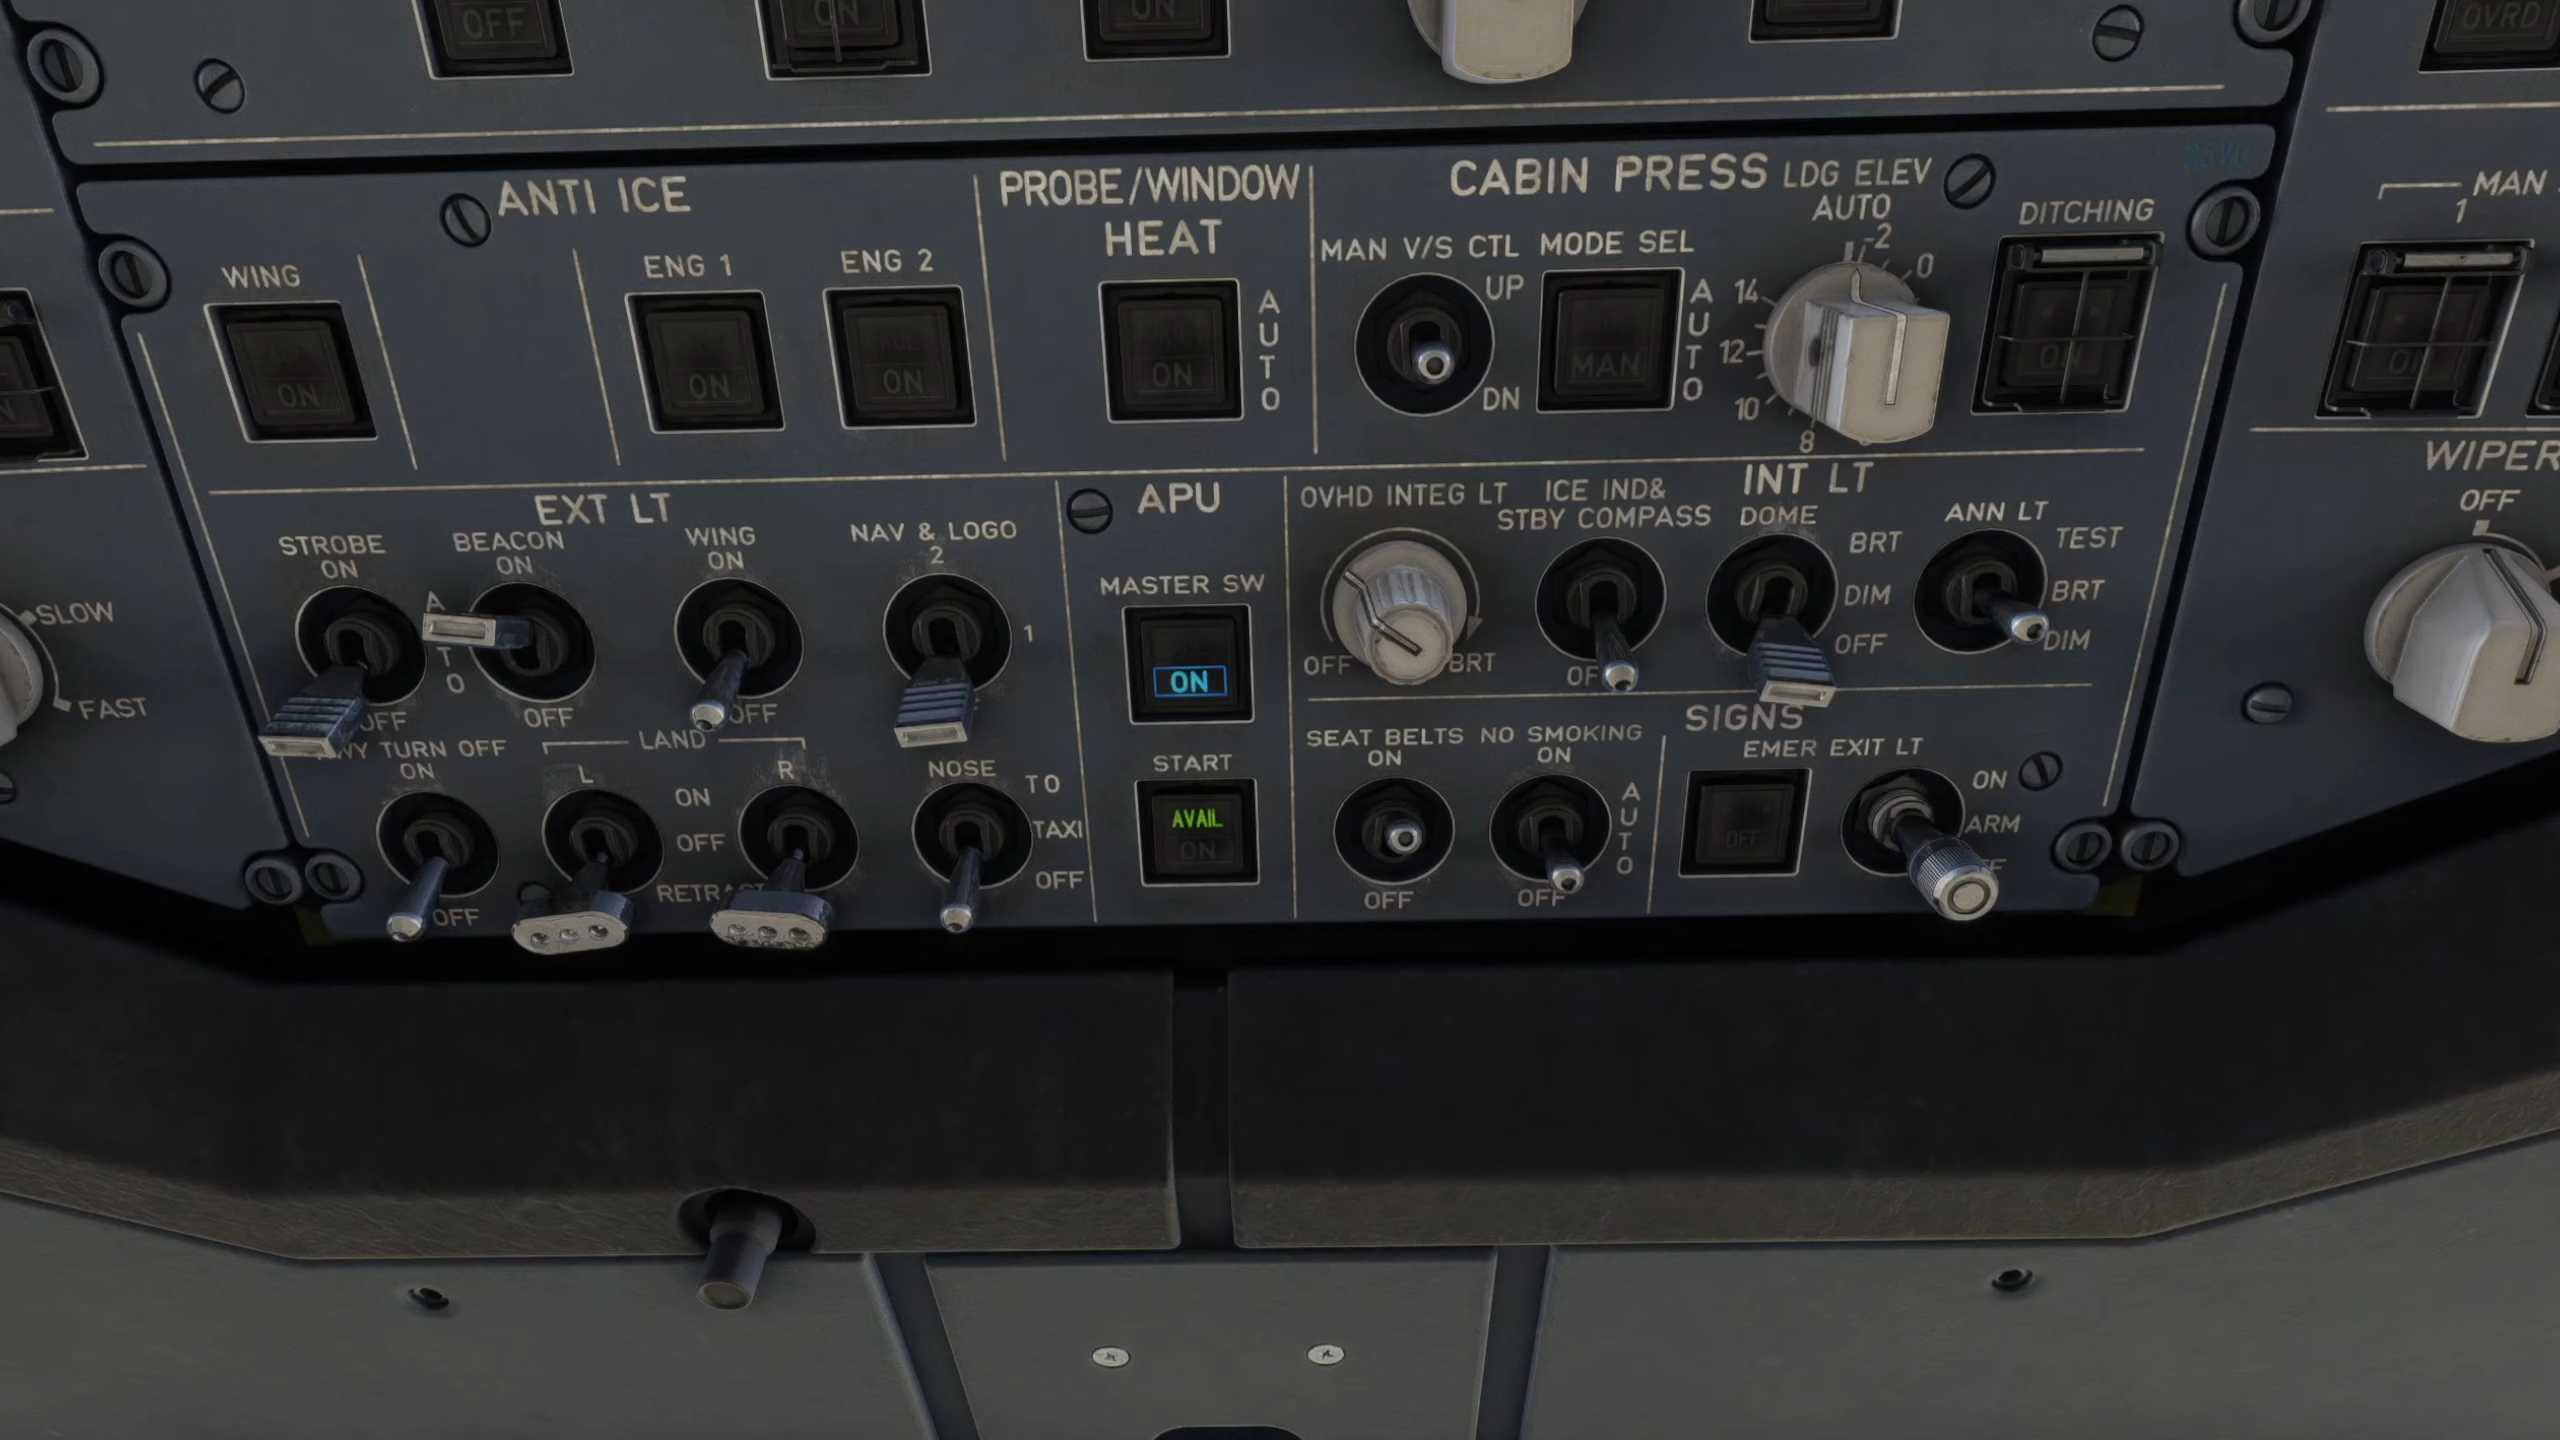 OFF
ON
ON
OVRD
25VU
ANTI ICE
PROBE/WINDOW
HEAT
CABIN PRESS
LDG ELEV
AUTO
-2
0
14
12
10
8
DITCHING
ON
MAN
1
WING
ON
ENG 1
ON
ENG 2
ON
ON
AUTO
MAN V/S CTL
UP
DN
MODE SEL
MAN
AUTO
SLOW
FAST
EXT LT
STROBE
ON
OFF
BEACON
ON
OFF
WING
ON
OFF
NAV & LOGO
2
1
TURN OFF
ON
OFF
LAND
L
R
ON
OFF
NOSE
TO
TAXI
OFF
APU
MASTER SW
ON
START
AVAIL
ON
OVHD INTEG LT
OFF
BRT
ICE IND&
STBY COMPASS
INT LT
DOME
BRT
DIM
OFF
ANN LT
TEST
BRT
DIM
SIGNS
SEAT BELTS
ON
OFF
NO SMOKING
ON
AUTO
OFF
EMER EXIT LT
OFF
ON
ARM
WIPER
OFF